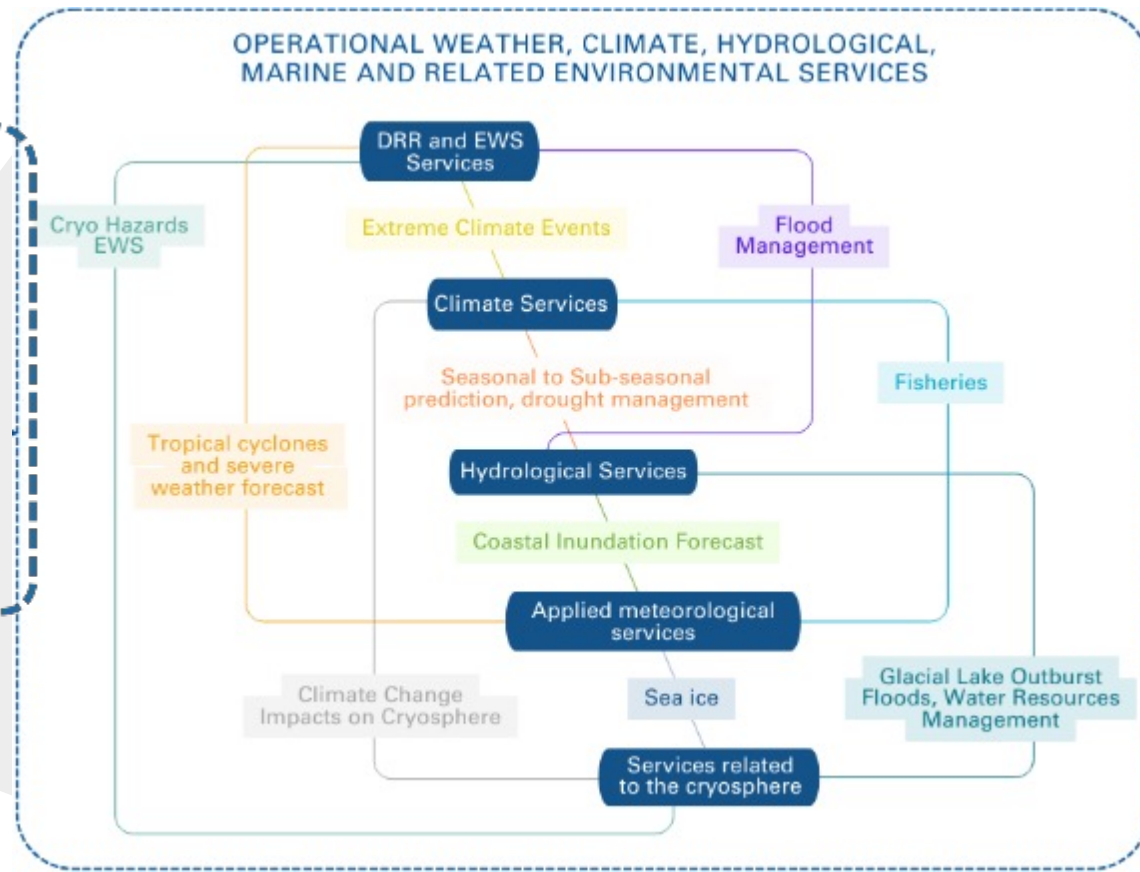 OPERATIONAL WEATHER, CLIMATE, HYDROLOGICAL,
MARINE AND RELATED ENVIRONMENTAL SERVICES
DRR and EWS
Services
Cryo Hazards
EWS
Extreme Climate Events
Flood
Management
Climate Services
Seasonal to Sub-seasonal
prediction, drought management
Fisheries
Tropical cyclones
and severe
weather forecast
Hydrological Services
Coastal Inundation Forecast
Applied meteorological
services
Climate Change
Impacts on Cryosphere
Sea ice
Glacial Lake Outburst
Floods, Water Resources
Management
Services related
to the cryosphere